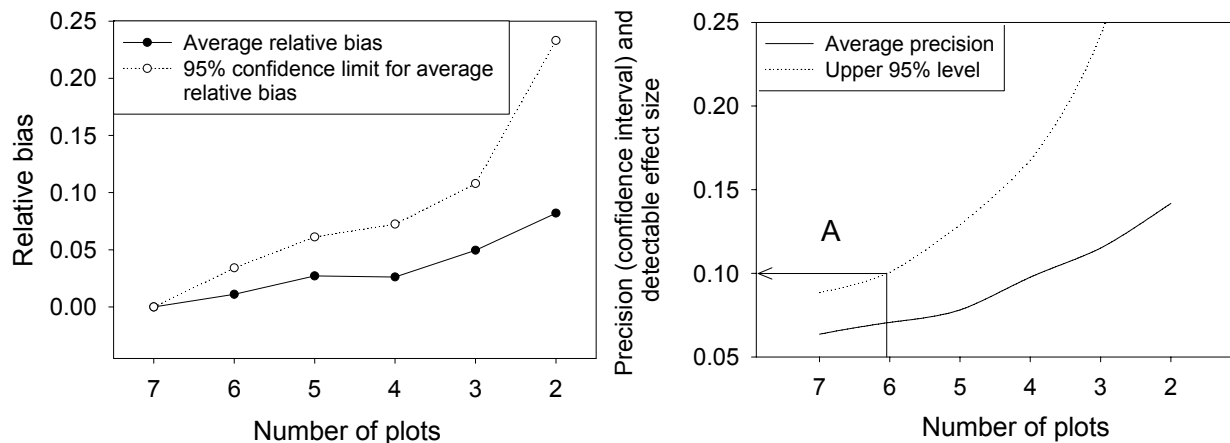 Relative bias
0.25
0.20
0.15
0.10
0.05
0.00
Average relative bias
95% confidence limit for average
relative bias
7 6 5 4 3 2
Number of plots
Precision (confidence interval) and
detectable effect size
0.25
0.20
0.15
0.10
0.05
Average precision
Upper 95% level
A
7 6 5 4 3 2
Number of plots